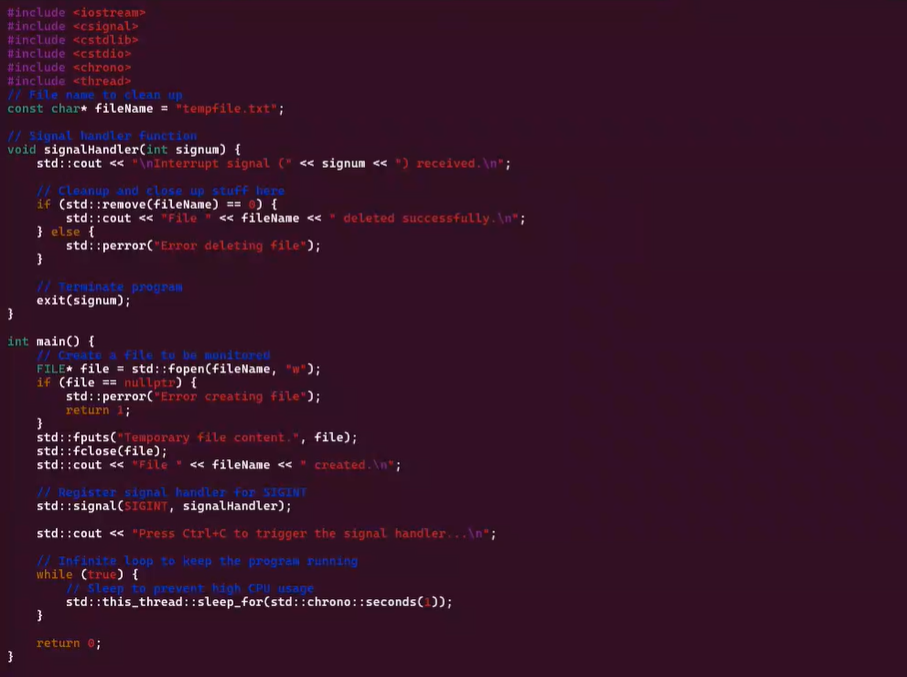 #include <iostream>
#include <csignal>
#include <cstdlib>
#include <cstdio>
#include <chrono>
#include <thread>
// File name to clean up
const char* fileName = "tempfile.txt";

// Signal handler function
void signalHandler(int signum) {
    std::cout << "\nInterrupt signal (" << signum << ") received.\n";

    // Cleanup and close up stuff here
    if (std::remove(fileName) == 0) {
        std::cout << "File " << fileName << " deleted successfully.\n";
    } else {
        std::perror("Error deleting file");
    }

    // Terminate program
    exit(signum);
}

int main() {
    // Create a file to be monitored
    FILE* file = std::fopen(fileName, "w");
    if (file == nullptr) {
        std::perror("Error creating file");
        return 1;
    }
    std::fputs("Temporary file content.", file);
    std::fclose(file);
    std::cout << "File " << fileName << " created.\n";

    // Register signal handler for SIGINT
    std::signal(SIGINT, signalHandler);

    std::cout << "Press Ctrl+C to trigger the signal handler...\n";

    // Infinite loop to keep the program running
    while (true) {
        // Sleep to prevent high CPU usage
        std::this_thread::sleep_for(std::chrono::seconds(1));
    }

    return 0;
}